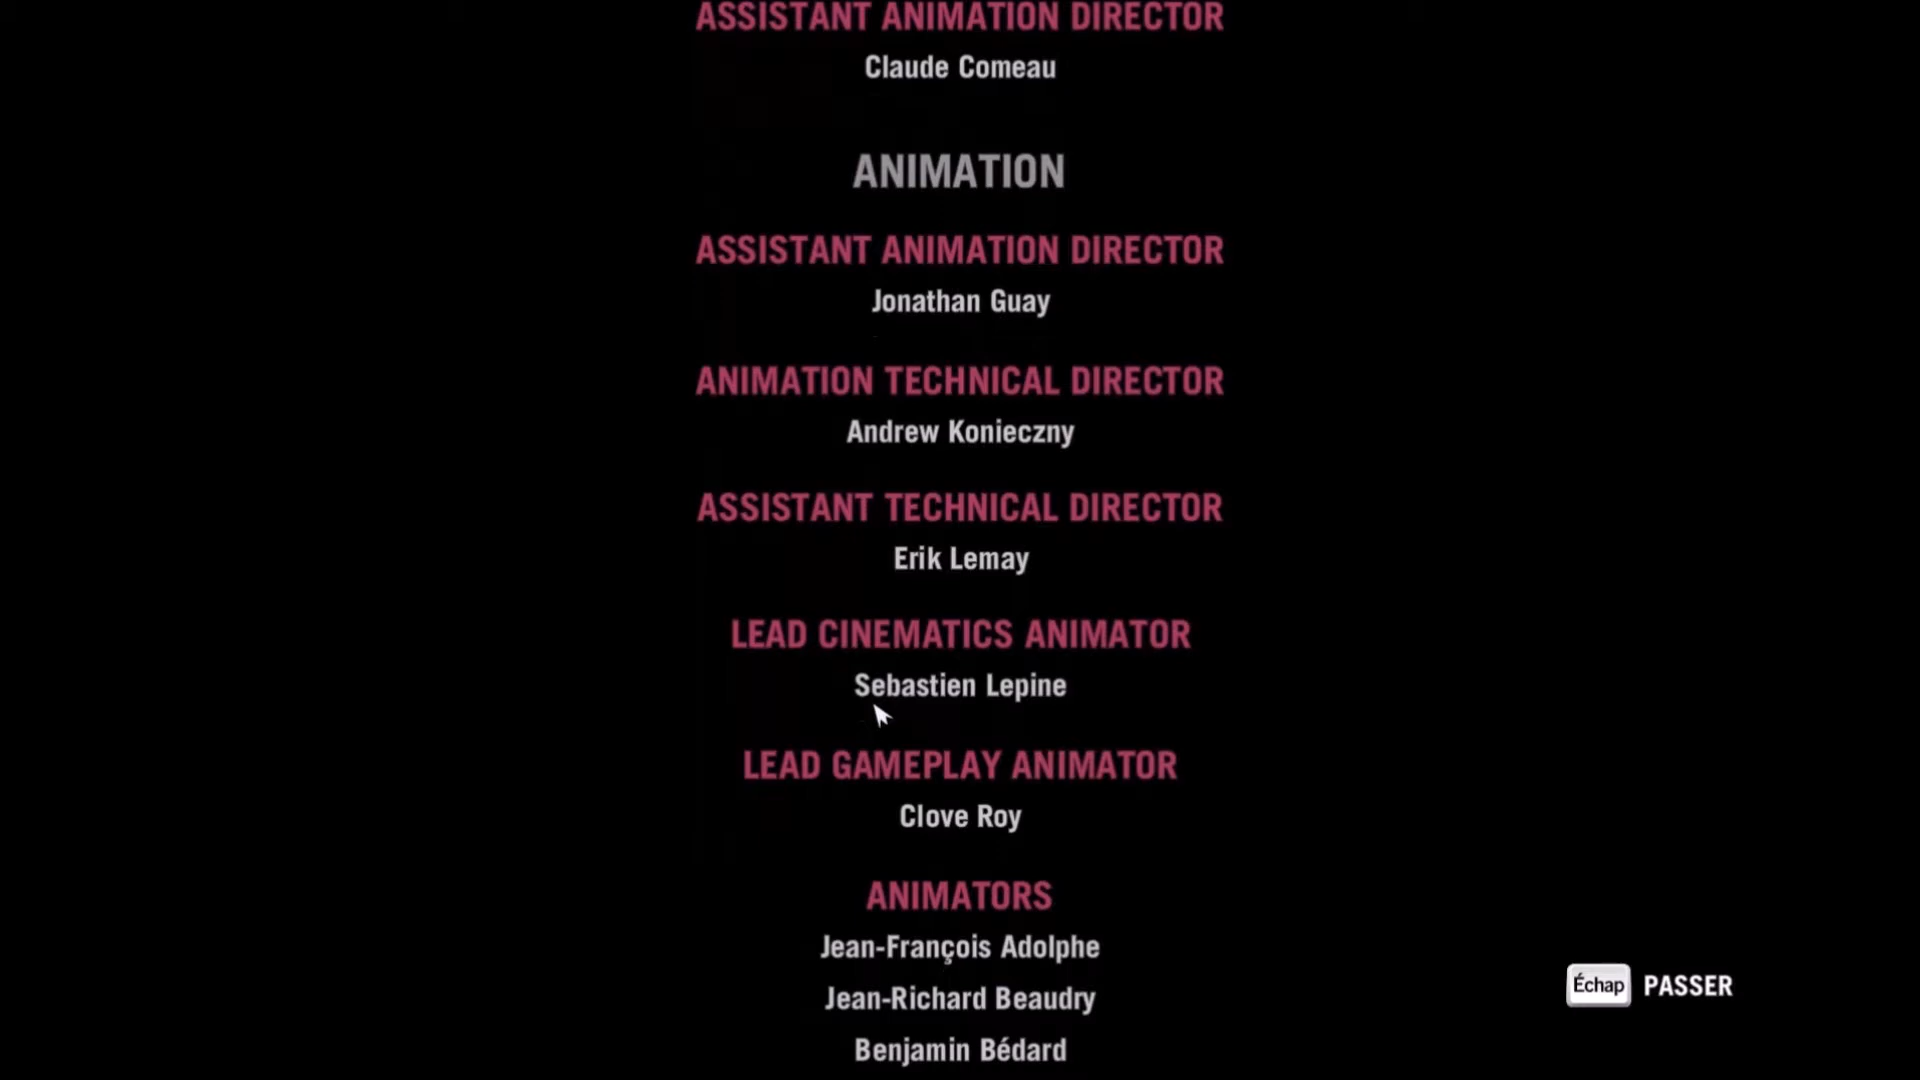 ASSISTANT ANIMATION DIRECTOR
Claude Comeau
ANIMATION
ASSISTANT ANIMATION DIRECTOR
Jonathan Guay
ANIMATION TECHNICAL DIRECTOR
Andrew Konieczny
ASSISTANT TECHNICAL DIRECTOR
Erik Lemay
LEAD CINEMATICS ANIMATOR
Sebastien Lepine
LEAD GAMEPLAY ANIMATOR
Clove Roy
ANIMATORS
Jean-François Adolphe
Jean-Richard Beaudry
Benjamin Bédard
Échap PASSER